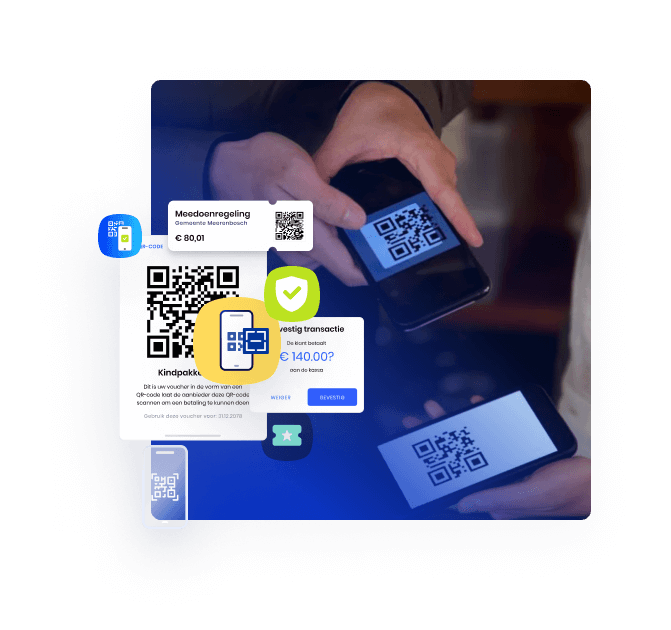 Meedoenregeling
Gemeente Meerenbosch
€ 80,01
R-CODE
Kindpakke
Dit is uw voucher in de vorm van een
QR-code laat de aanbieder deze QR-code
scannen om een betaling te kunnen doen
Gebruik deze voucher voor: 31.12.2019
vestig transactie
De klant betaalt
€ 140.00?
aan de kassa
WEIGER
BEVESTIG